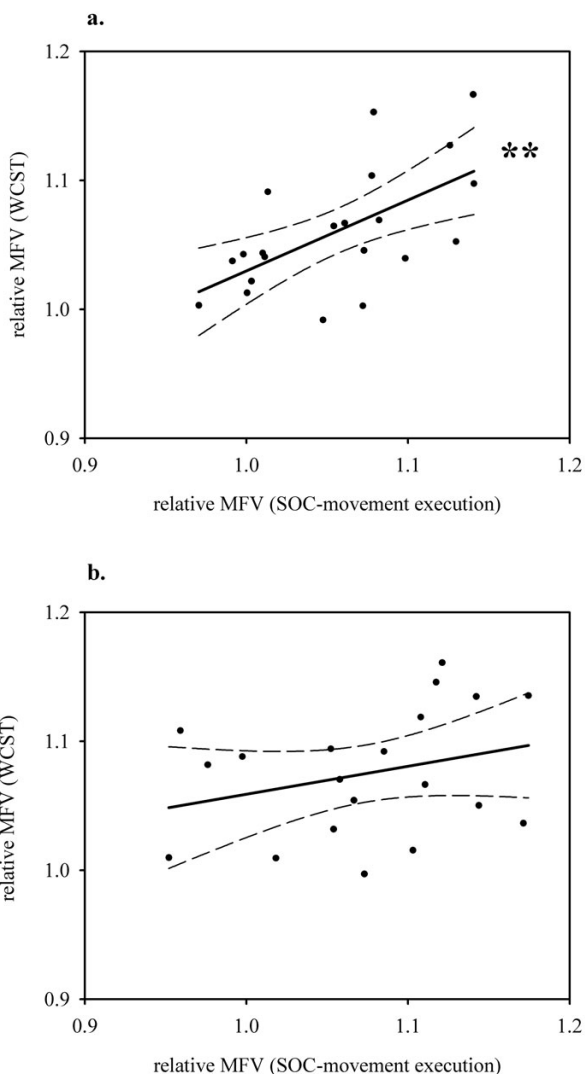 a.
1.2
1.1
1.0
0.9
relative MFV (WCST)
**
0.9 1.0 1.1 1.2
relative MFV (SOC-movement execution)
b.
1.2
1.1
1.0
0.9
relative MFV (WCST)
0.9 1.0 1.1 1.2
relative MFV (SOC-movement execution)